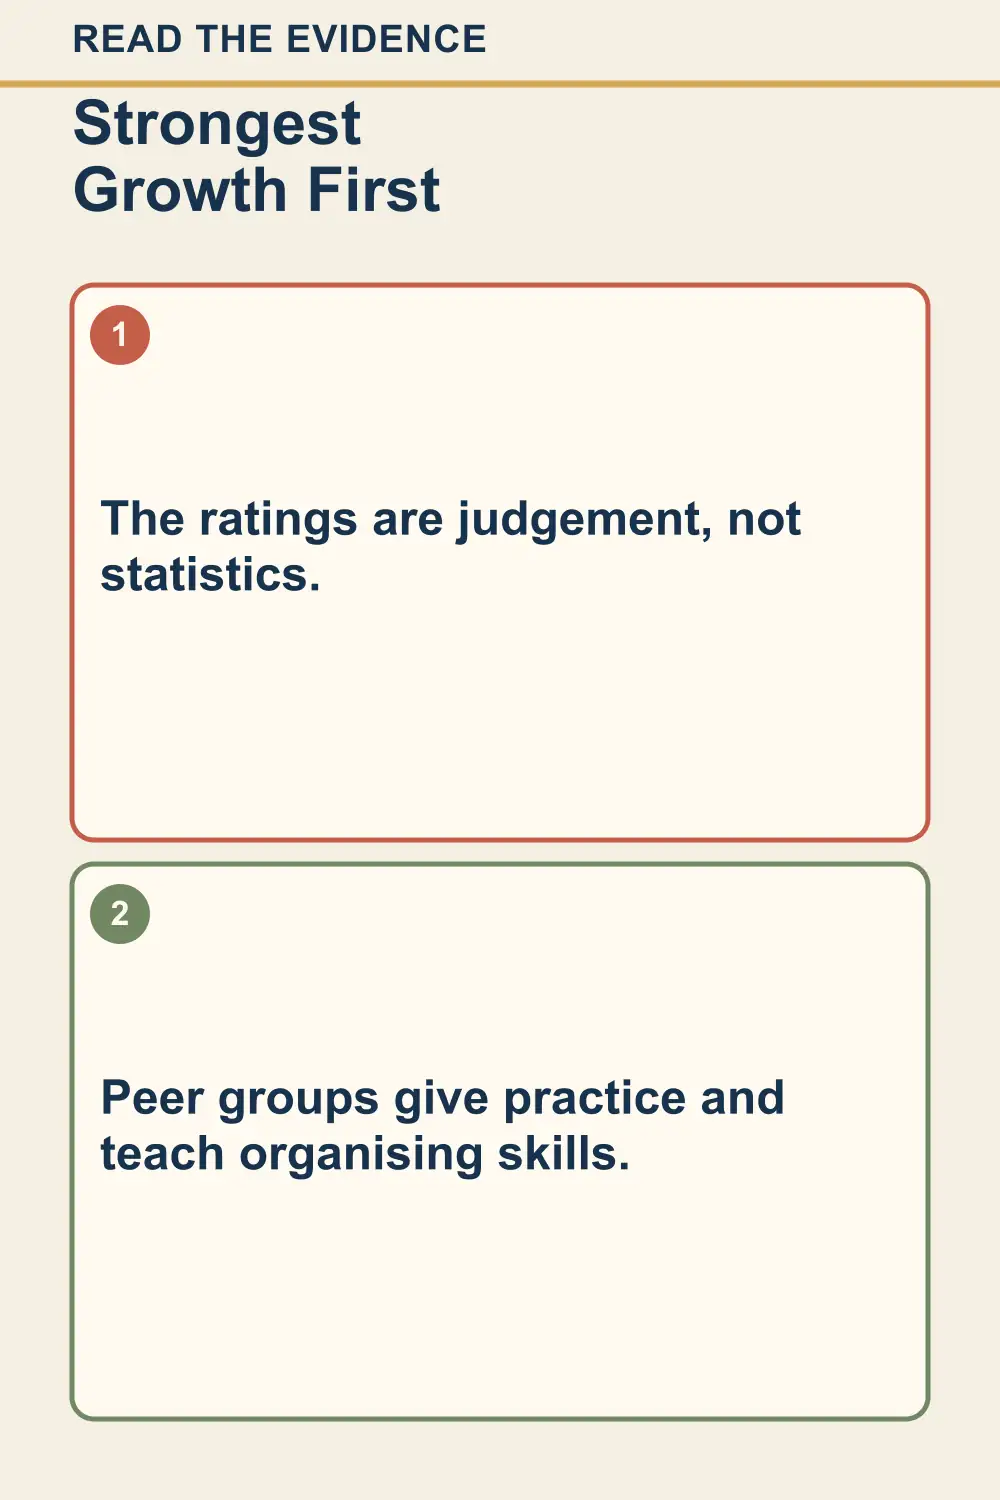 READ THE EVIDENCE
Strongest
Growth First
1
The ratings are judgement, not
statistics.
2
Peer groups give practice and
teach organising skills.